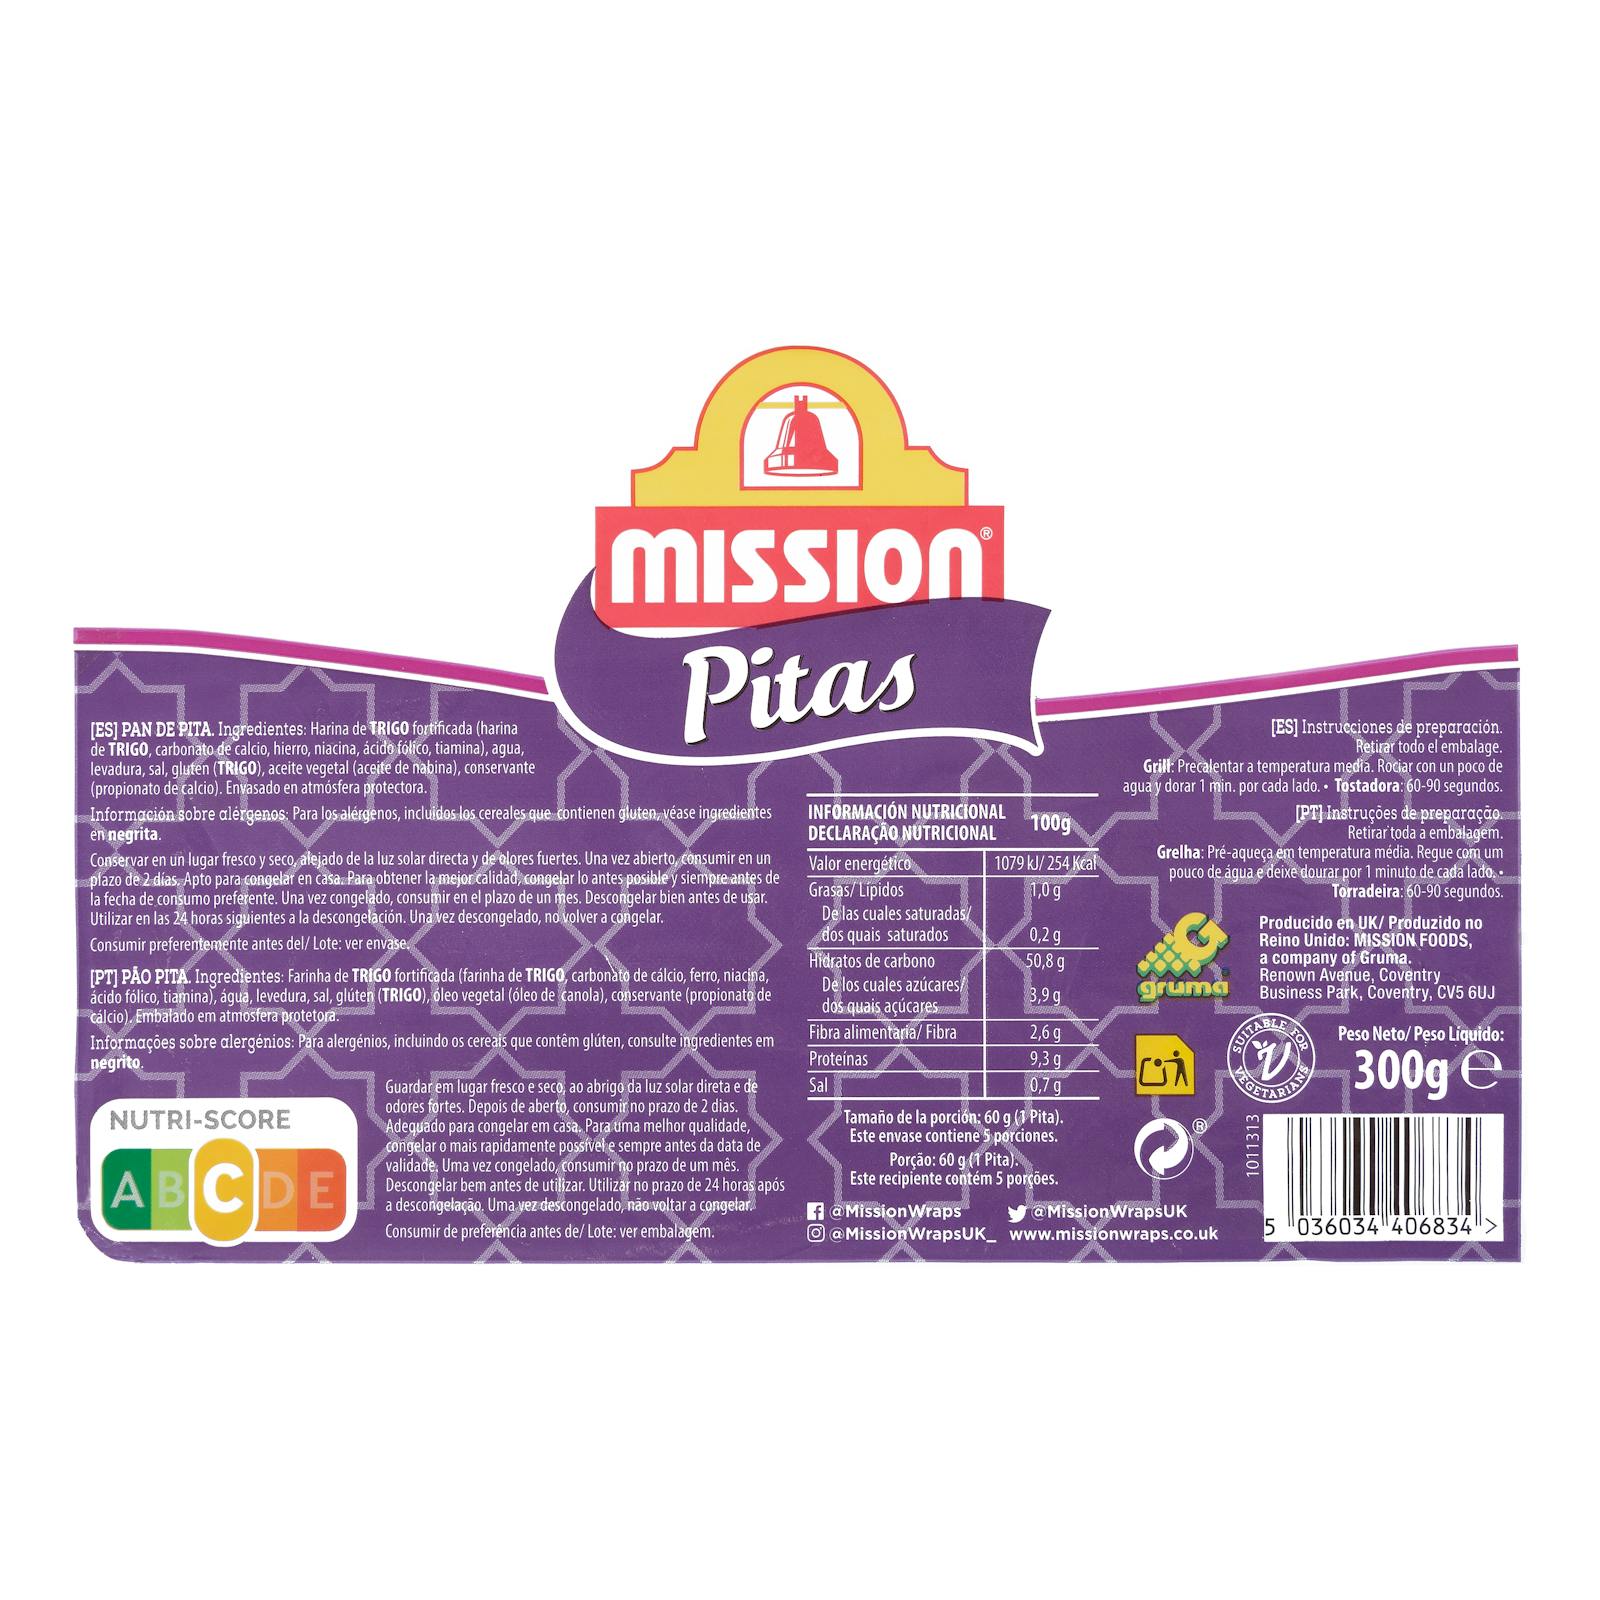 MISSION®
Pitas
[ES] PAN DE PITA. Ingredientes: Harina de TRIGO fortificada (harina
de TRIGO, carbonato de calcio, hierro, niacina, ácido fólico, tiamina), agua,
levadura, sal, gluten (TRIGO), aceite vegetal (aceite de nabina), conservante
(propionato de calcio). Envasado en atmósfera protectora.
Información sobre alérgenos: Para los alérgenos, incluidos los cereales que contienen gluten, véase ingredientes
en negrita.
Conservar en un lugar fresco y seco, alejado de la luz solar directa y de olores fuertes. Una vez abierto, consumir en un
plazo de 2 días. Apto para congelar en casa. Para obtener la mejor calidad, congelar lo antes posible y siempre antes de
la fecha de consumo preferente. Una vez congelado, consumir en el plazo de un mes. Descongelar bien antes de usar.
Utilizar en las 24 horas siguientes a la descongelación. Una vez descongelado, no volver a congelar.
Consumir preferentemente antes del/ Lote: ver envase.
[PT] PÃO PITA. Ingredientes: Farinha de TRIGO fortificada (farinha de TRIGO, carbonato de cálcio, ferro, niacina,
ácido fólico, tiamina), água, levedura, sal, glúten (TRIGO), óleo vegetal (óleo de canola), conservante (propionato de
cálcio). Embalado em atmosfera protetora.
Informações sobre alergénios: Para alergénios, incluindo os cereais que contêm glúten, consulte ingredientes em
negrito.
Guardar em lugar fresco e seco, ao abrigo da luz solar direta e de
odores fortes. Depois de aberto, consumir no prazo de 2 dias.
Adequado para congelar em casa. Para uma melhor qualidade,
congelar o mais rapidamente possível e sempre antes da data de
validade. Uma vez congelado, consumir no prazo de um mês.
Descongelar bem antes de utilizar. Utilizar no prazo de 24 horas após
a descongelação. Uma vez descongelado, não voltar a congelar.
Consumir de preferência antes de/ Lote: ver embalagem.
NUTRI-SCORE
A B C D E
INFORMACIÓN NUTRICIONAL
DECLARAÇÃO NUTRICIONAL 100g
Valor energético 1079 kJ/ 254 Kcal
Grasas/ Lípidos 1,0 g
De las cuales saturadas/
dos quais saturados 0,2 g
Hidratos de carbono 50,8 g
De los cuales azúcares/
dos quais açúcares 3,9 g
Fibra alimentaria/ Fibra 2,6 g
Proteínas 9,3 g
Sal 0,7 g
Tamaño de la porción: 60 g (1 Pita).
Este envase contiene 5 porciones.
Porção: 60 g (1 Pita).
Este recipiente contém 5 porções.
@MissionWraps @MissionWrapsUK
@MissionWrapsUK_ www.missionwraps.co.uk
[ES] Instrucciones de preparación.
Retirar todo el embalage.
Grill: Precalentar a temperatura media. Rociar con un poco de
agua y dorar 1 min. por cada lado. • Tostadora: 60-90 segundos.
[PT] Instruções de preparação.
Retirar toda a embalagem.
Grelha: Pré-aqueça em temperatura média. Regue com um
pouco de água e deixe dourar por 1 minuto de cada lado. •
Torradeira: 60-90 segundos.
G
gruma
Producido en UK/ Produzido no
Reino Unido: MISSION FOODS,
a company of Gruma.
Renown Avenue, Coventry
Business Park, Coventry, CV5 6UJ
SUITABLE FOR
V
VEGETARIANS
Peso Neto/ Peso Líquido:
300g ℮
®
1011313
5 036034 406834 >